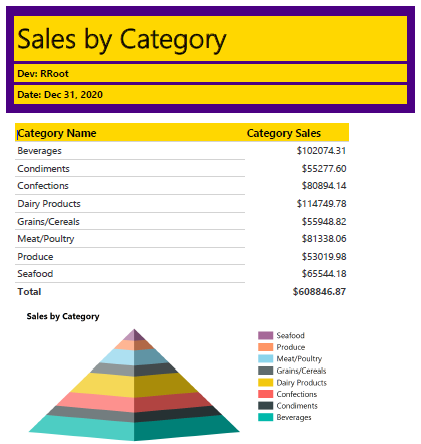 Sales by Category
Dev: RRoot
Date: Dec 31, 2020
Category Name Category Sales
Beverages $102074.31
Condiments $55277.60
Confections $80894.14
Dairy Products $114749.78
Grains/Cereals $55948.82
Meat/Poultry $81338.06
Produce $53019.98
Seafood $65544.18
Total $608846.87
Sales by Category
Seafood
Produce
Meat/Poultry
Grains/Cereals
Dairy Products
Confections
Condiments
Beverages